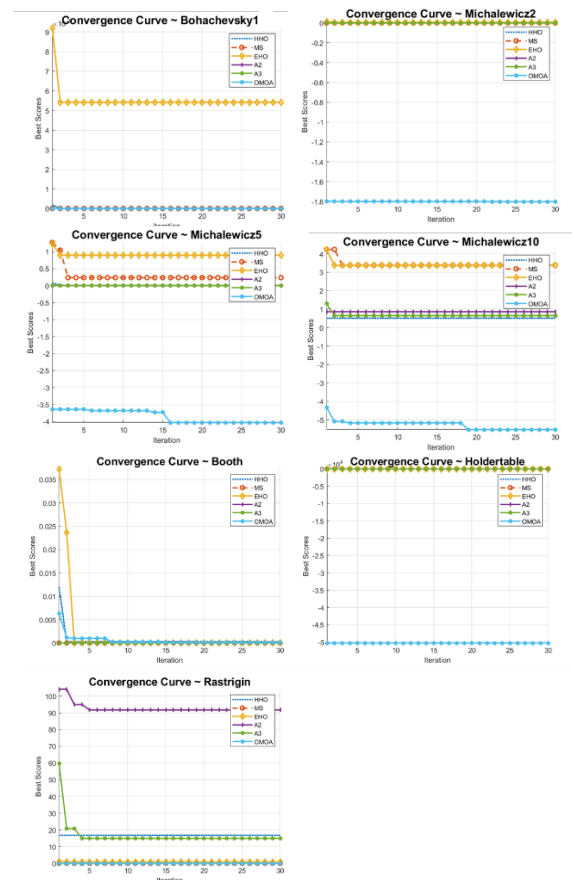 Convergence Curve ~ Bohachevsky1
10
9
8
7
6
5
4
3
2
1
0
Best Scores
5 10 15 20 25 30
HHO
MS
EHO
A2
A3
OMOA
Convergence Curve ~ Michalewicz2
0
-0.2
-0.4
-0.6
-0.8
-1
-1.2
-1.4
-1.6
-1.8
Best Scores
5 10 15 20 25 30
Iteration
HHO
MS
EHO
A2
A3
OMOA
Convergence Curve ~ Michalewicz5
1
0.5
0
-0.5
-1
-1.5
-2
-2.5
-3
-3.5
-4
Best Scores
5 10 15 20 25 30
Iteration
HHO
MS
EHO
A2
A3
OMOA
Convergence Curve ~ Michalewicz10
4
3
2
1
0
-1
-2
-3
-4
-5
Best Scores
5 10 15 20 25 30
Iteration
HHO
MS
EHO
A2
A3
OMOA
Convergence Curve ~ Booth
0.035
0.03
0.025
0.02
0.015
0.01
0.005
0
Best Scores
5 10 15 20 25 30
Iteration
HHO
MS
EHO
A2
A3
OMOA
Convergence Curve ~ Holdertable
0
-0.5
-1
-1.5
-2
-2.5
-3
-3.5
-4
-4.5
-5
Best Scores
5 10 15 20 25 30
Iteration
HHO
MS
EHO
A2
A3
OMOA
Convergence Curve ~ Rastrigin
100
90
80
70
60
50
40
30
20
10
0
Best Scores
5 10 15 20 25 30
Iteration
HHO
MS
EHO
A2
A3
OMOA